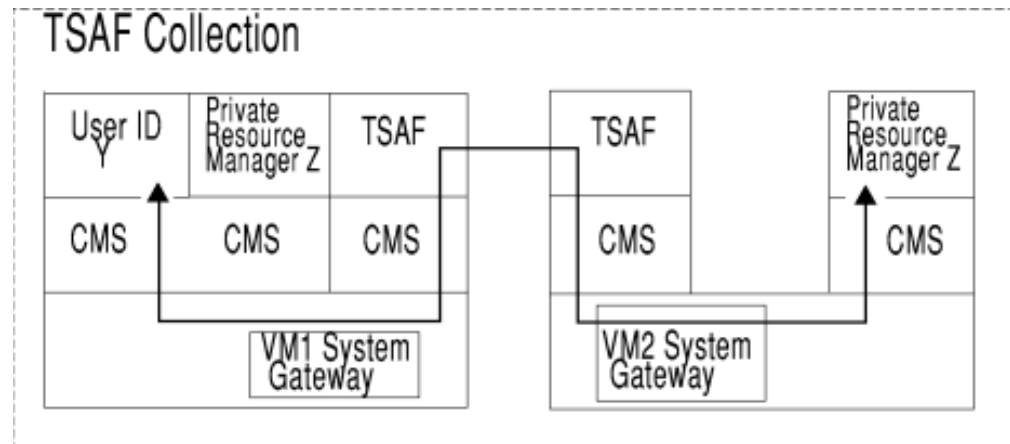 TSAF Collection
User ID
Y
Private
Resource
Manager Z
TSAF
TSAF
Private
Resource
Manager Z
CMS
CMS
CMS
CMS
CMS
VM1 System
Gateway
VM2 System
Gateway